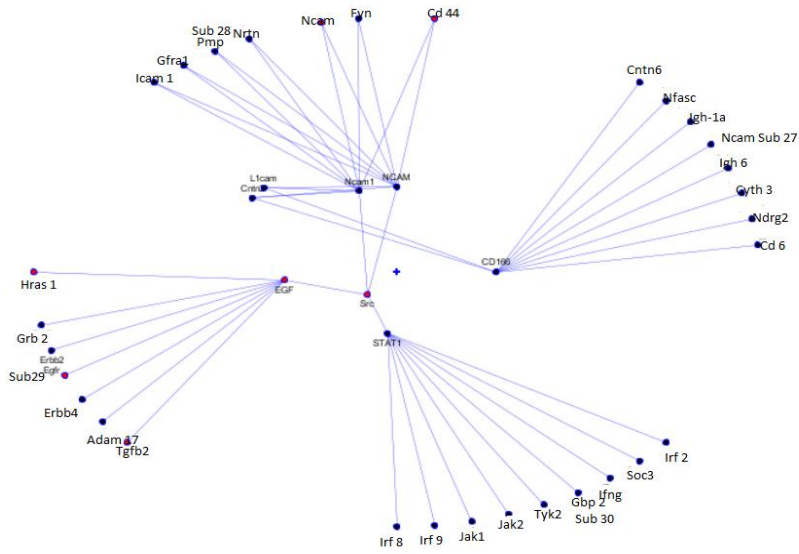 Ncam
Fyn
Cd 44
Sub 28
Nrtn
Pmp
Gfra1
Icam 1
Cntn6
Nfasc
Igh-1a
Ncam Sub 27
Igh 6
Cyth 3
Ndrg2
Cd 6
L1cam
Ncam1
NCAM
CD166
Hras 1
EGF
Src
Grb 2
STAT1
Erbb2
Egfr
Sub29
Erbb4
Adam 17
Tgfb2
Irf 2
Soc3
Ifng
Gbp 2
Sub 30
Tyk2
Jak2
Jak1
Irf 9
Irf 8